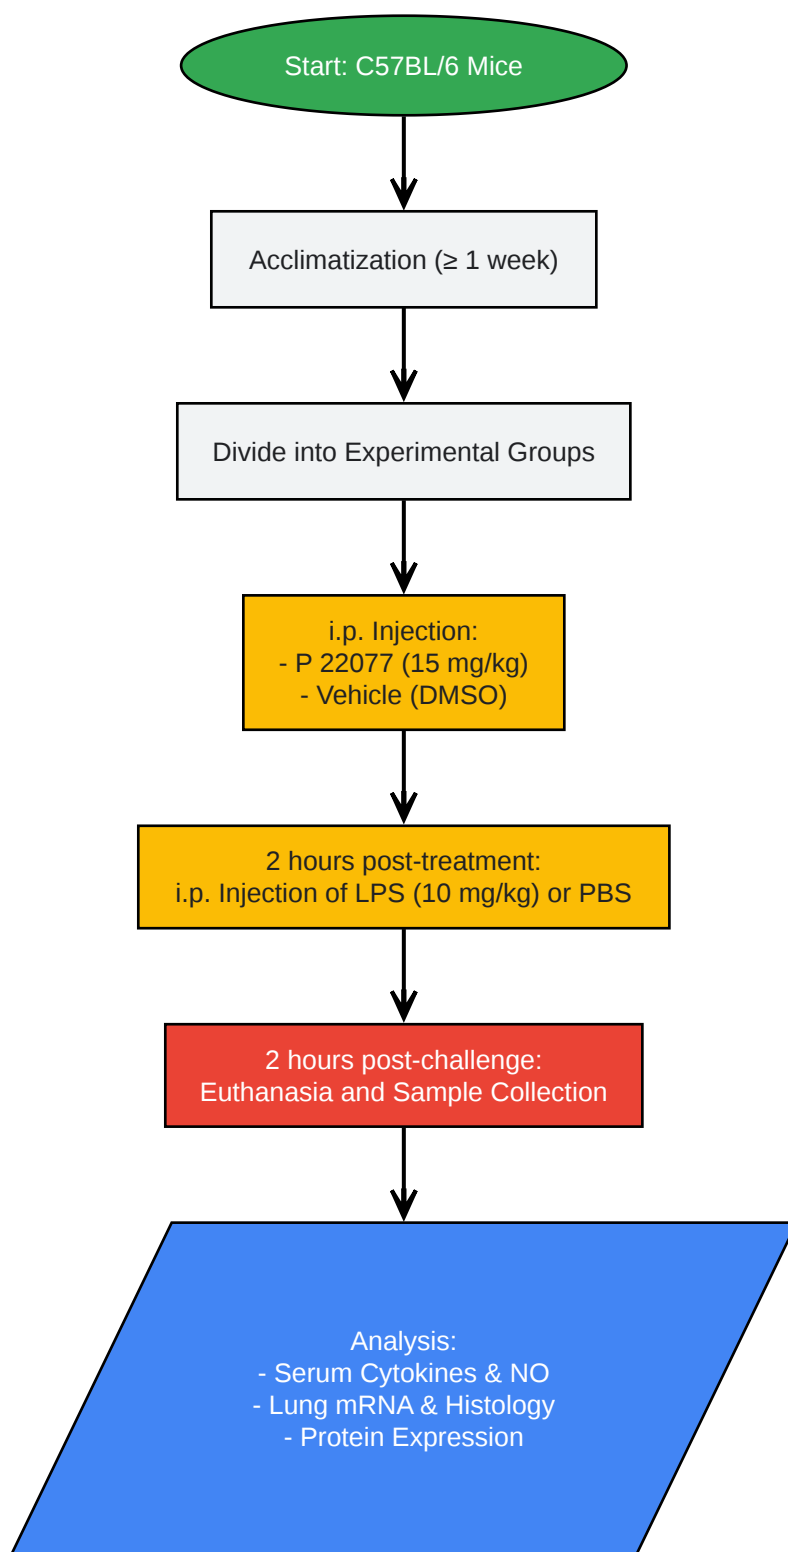 Start: C57BL/6 Mice
Acclimatization (≥ 1 week)
Divide into Experimental Groups
i.p. Injection:
- P 22077 (15 mg/kg)
- Vehicle (DMSO)
2 hours post-treatment:
i.p. Injection of LPS (10 mg/kg) or PBS
2 hours post-challenge:
Euthanasia and Sample Collection
Analysis:
- Serum Cytokines & NO
- Lung mRNA & Histology
- Protein Expression